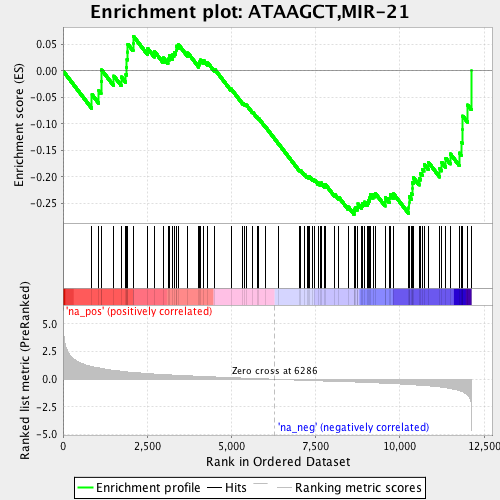 Enrichment plot: ATAAGCT,MIR-21
Enrichment score (ES)
0.05
0.00
-0.05
-0.10
-0.15
-0.20
-0.25
Ranked list metric (PreRanked)
5.0
2.5
0.0
-2.5
-5.0
'na_pos' (positively correlated)
Zero cross at 6286
'na_neg' (negatively correlated)
0
2,500
5,000
7,500
10,000
12,500
Rank in Ordered Dataset
Enrichment profile
Hits
Ranking metric scores